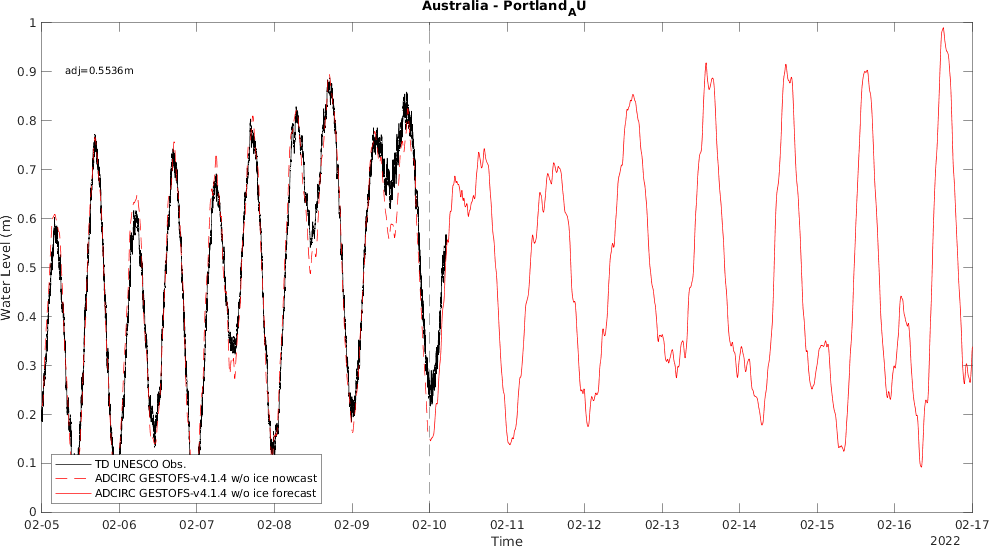 Australia - Portland_AU
adj=0.5536m
Water Level (m)
1
0.9
0.8
0.7
0.6
0.5
0.4
0.3
0.2
0.1
0
TD UNESCO Obs.
ADCIRC GESTOFS-v4.1.4 w/o ice nowcast
ADCIRC GESTOFS-v4.1.4 w/o ice forecast
02-05 02-06 02-07 02-08 02-09 02-10 02-11 02-12 02-13 02-14 02-15 02-16 02-17
Time
2022